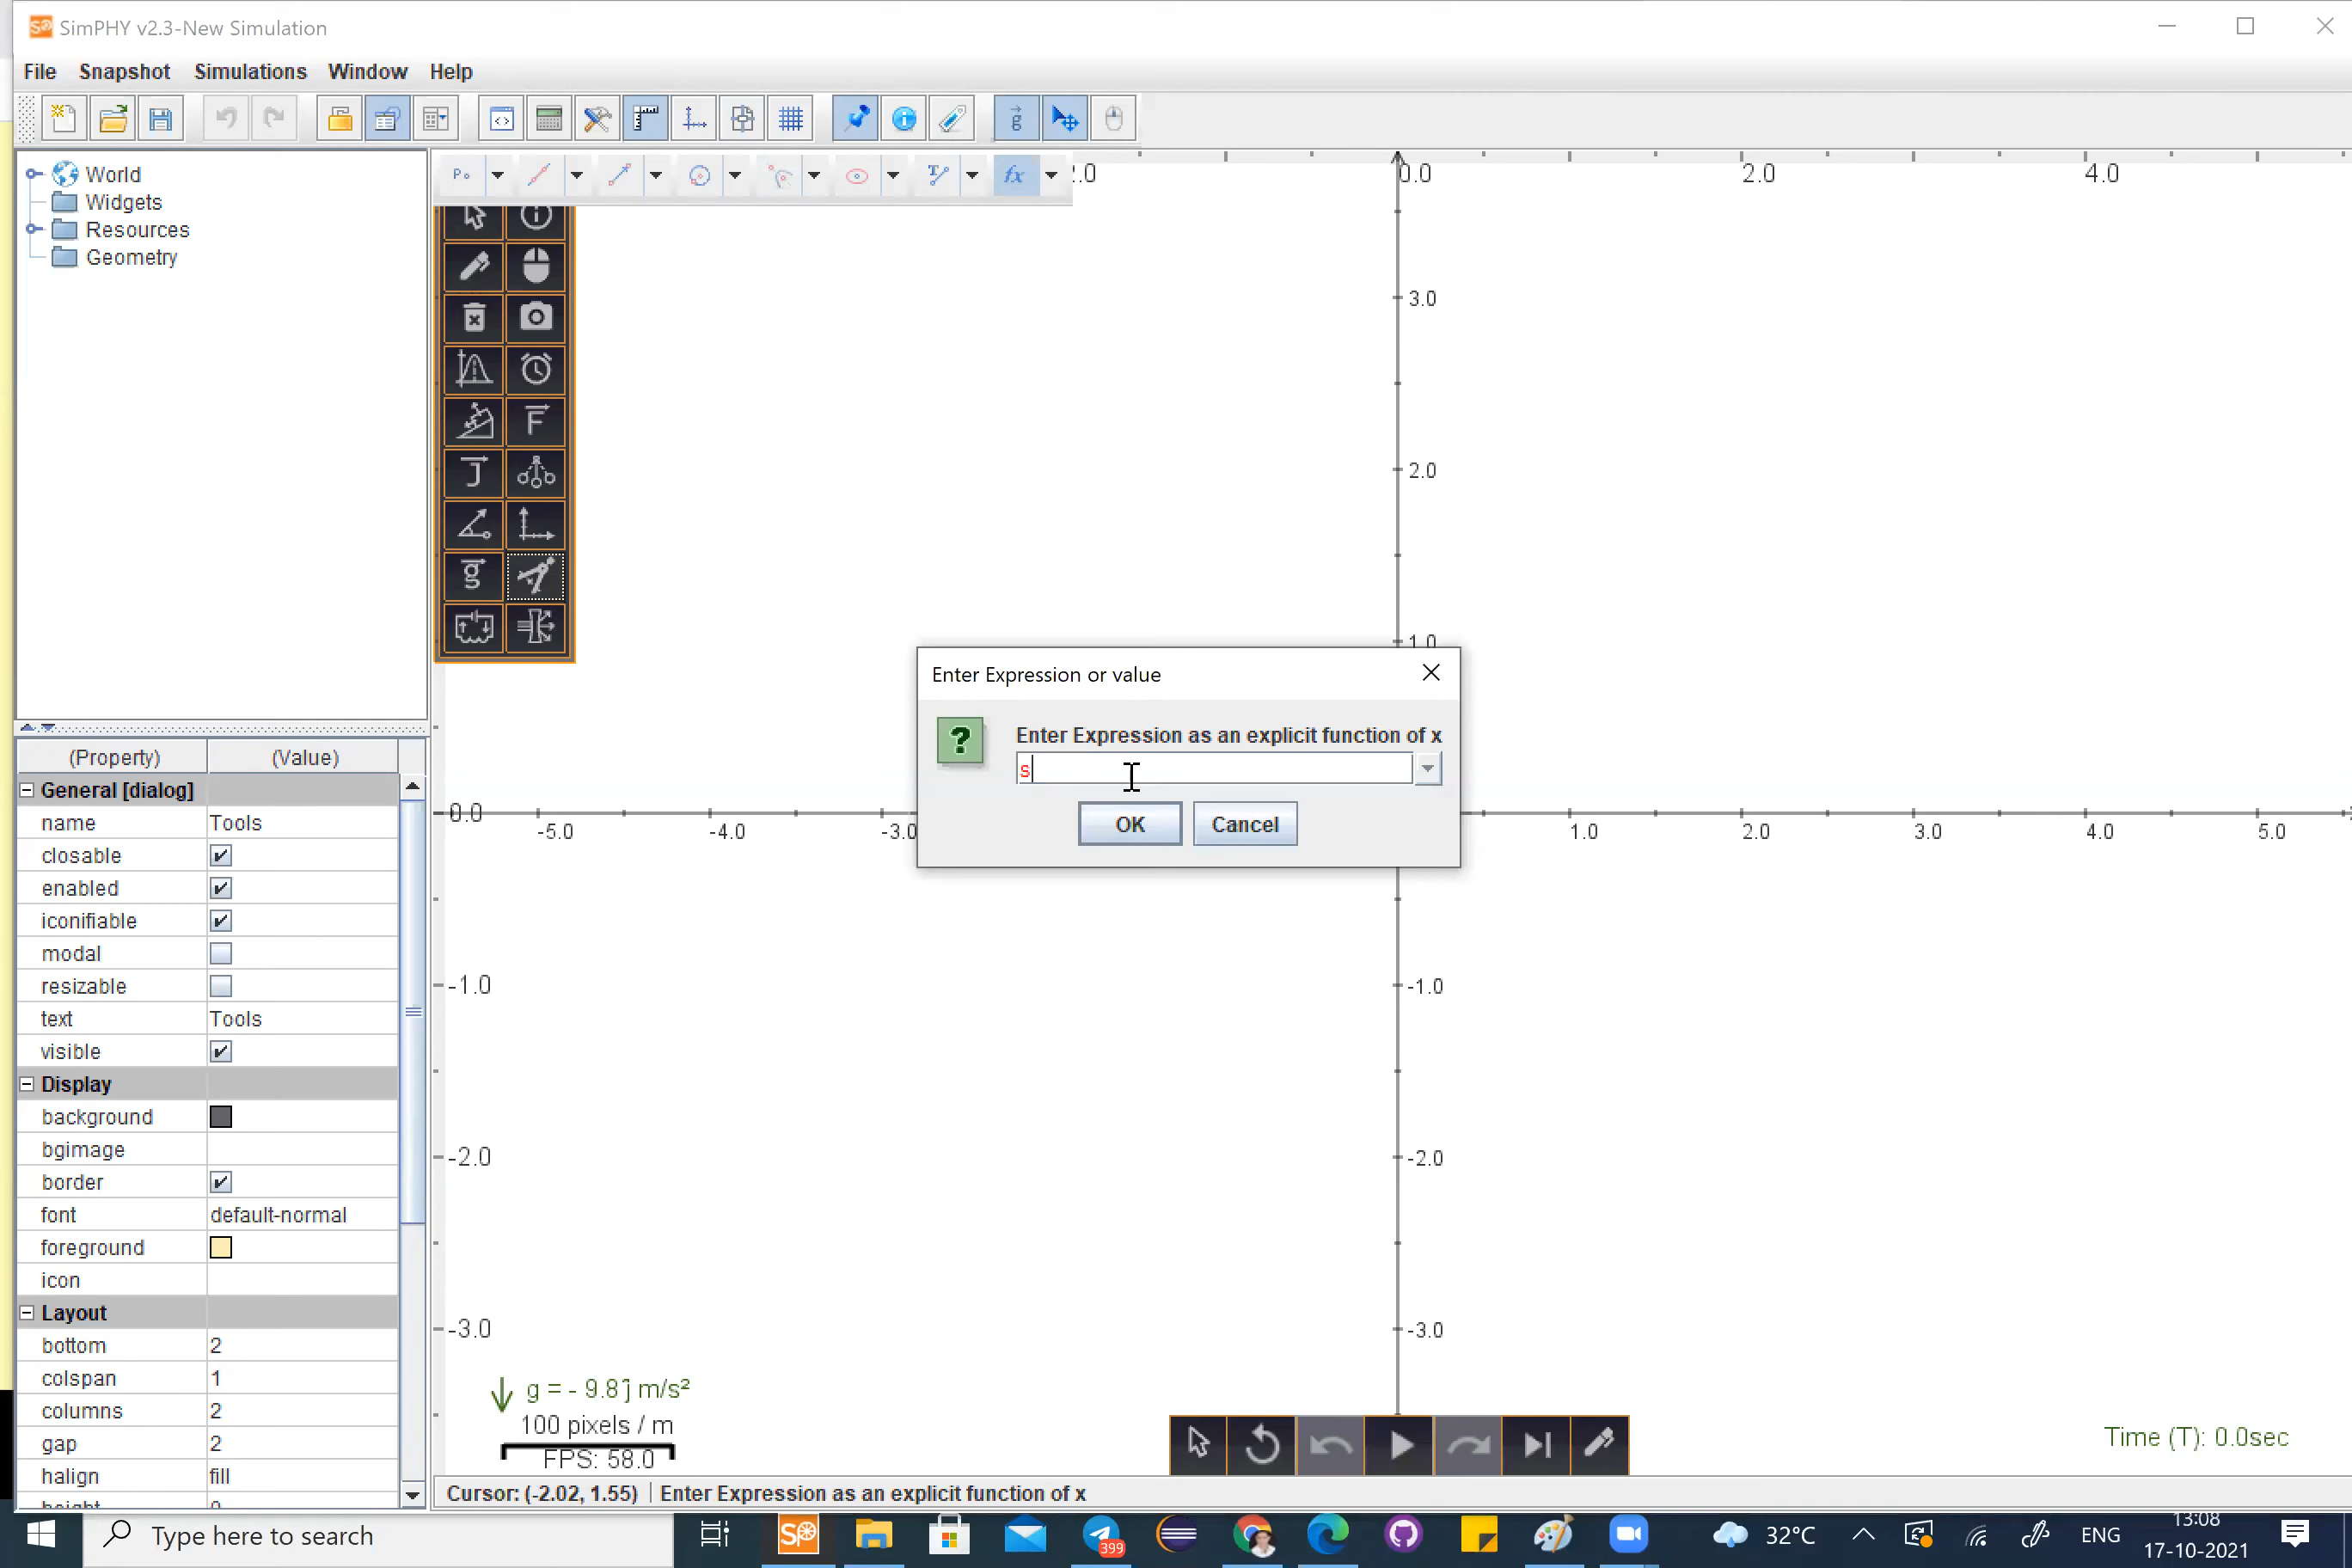 SimPHY v2.3-New Simulation
File Snapshot Simulations Window Help
World
Widgets
Resources
Geometry
0.0 2.0 4.0
3.0
2.0
1.0
Enter Expression or value
Enter Expression as an explicit function of x
s
OK Cancel
0.0
-5.0 -4.0 -3.0 1.0 2.0 3.0 4.0 5.0
-1.0 -1.0
-2.0 -2.0
-3.0 -3.0
(Property) (Value)
General [dialog]
name Tools
closable
enabled
iconifiable
modal
resizable
text Tools
visible
Display
background
bgimage
border
font default-normal
foreground
icon
Layout
bottom 2
colspan 1
columns 2
gap 2
halign fill
g = - 9.8 ĵ m/s²
100 pixels / m
FPS: 58.0
Time (T): 0.0sec
Cursor: (-2.02, 1.55) Enter Expression as an explicit function of x
Type here to search
399
32°C
ENG
13:08
17-10-2021